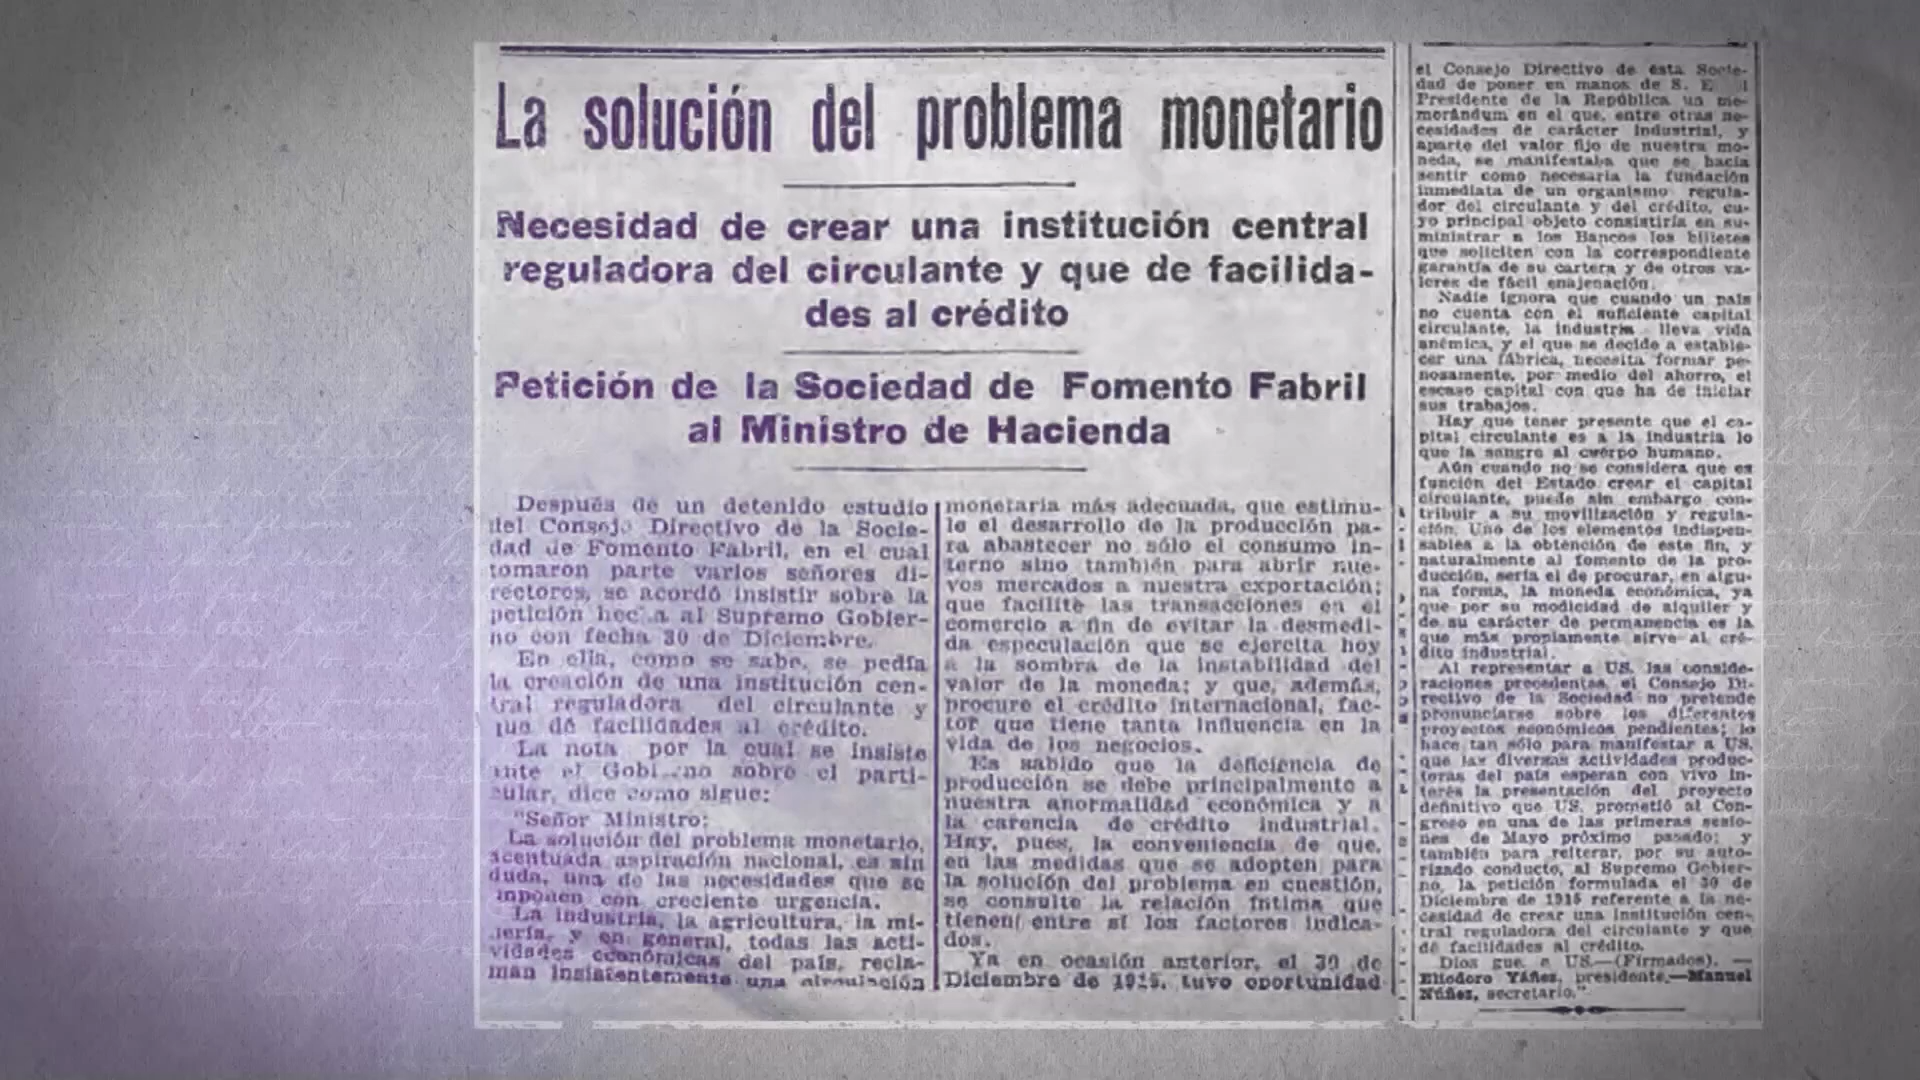 La solución del problema monetario
Necesidad de crear una institución central
reguladora del circulante y que de facilida-
des al crédito
Petición de la Sociedad de Fomento Fabril
al Ministro de Hacienda
Después de un detenido estudio
del Consejo Directivo de la Socie-
dad de Fomento Fabril, en el cual
tomaron parte varios señores di-
rectores, se acordó insistir sobre la
petición hecha al Supremo Gobier-
no con fecha 30 de Diciembre.
En ella, como se sabe, se pedía
la creación de una institución cen-
tral reguladora del circulante y
que dé facilidades al crédito.
La nota por la cual se insiste
ante el Gobierno sobre el parti-
cular, dice como sigue:
"Señor Ministro:
La solución del problema monetario,
acentuada aspiración nacional, es sin
duda, una de las necesidades que se
imponen con creciente urgencia.
La industria, la agricultura, la mi-
nería, y en general, todas las acti-
vidades económicas del país, recla-
man insistentemente una circulación
monetaria más adecuada, que estimu-
le el desarrollo de la producción pa-
ra abastecer no sólo el consumo in-
terno sino también para abrir nue-
vos mercados a nuestra exportación;
que facilite las transacciones en el
comercio a fin de evitar la desmedi-
da especulación que se ejercita hoy
a la sombra de la instabilidad del
valor de la moneda; y que, además,
procure el crédito internacional, fac-
tor que tiene tanta influencia en la
vida de los negocios.
Es sabido que la deficiencia de
producción se debe principalmente a
nuestra anormalidad económica y a
la carencia de crédito industrial.
Hay, pues, la conveniencia de que,
en las medidas que se adopten para
la solución del problema en cuestión,
se consulte la relación íntima que
tienen entre sí los factores indica-
dos.
Ya en ocasión anterior, el 30 de
Diciembre de tuvo oportunidad
el Consejo Directivo de esta Socie-
dad de poner en manos de S. E.
Presidente de la República un me-
morándum en el que, entre otras ne-
cesidades de carácter industrial, y
aparte del valor fijo de nuestra mo-
neda, se manifestaba que se hacía
sentir como necesaria la fundación
inmediata de un organismo regula-
dor del circulante y del crédito, cu-
yo principal objeto consistiría en su-
ministrar a los Bancos los billetes
que soliciten con la correspondiente
garantía de su cartera y de otros va-
lores de fácil enajenación.
Nadie ignora que cuando un país
no cuenta con el suficiente capital
circulante, la industria lleva vida
anémica, y el que se decide a estable-
cer una fábrica, necesita formar pe-
nosamente, por medio del ahorro, el
escaso capital con que ha de iniciar
sus trabajos.
Hay que tener presente que el ca-
pital circulante es a la industria lo
que la sangre al cuerpo humano.
Aún cuando no se considera que es
función del Estado crear el capital
circulante, puede sin embargo con-
tribuir a su movilización y regula-
ción. Uno de los elementos indispen-
sables a la obtención de este fin, y
naturalmente al fomento de la pro-
ducción, sería el de procurar, en algu-
na forma, la moneda económica, ya
que por su modicidad de alquiler y
de su carácter de permanencia es la
que más propiamente sirve al cré-
dito industrial.
Al representar a US. las conside-
raciones precedentes, el Consejo Di-
rectivo de la Sociedad no pretende
pronunciarse sobre los diferentes
proyectos económicos pendientes; lo
hace tan sólo para manifestar a US.
que las diversas actividades produc-
toras del país esperan con vivo in-
terés la presentación del proyecto
definitivo que US. prometió al Con-
greso en una de las primeras sesio-
nes de Mayo próximo pasado; y
también para reiterar, por su auto-
rizado conducto, al Supremo Gobier-
no, la petición formulada el 30 de
Diciembre de referente a la ne-
cesidad de crear una institución cen-
tral reguladora del circulante y que
dé facilidades al crédito.
Dios gue. a US.—(Firmados). —
Eliodoro Yáñez, presidente.—Manuel
Núñez, secretario."